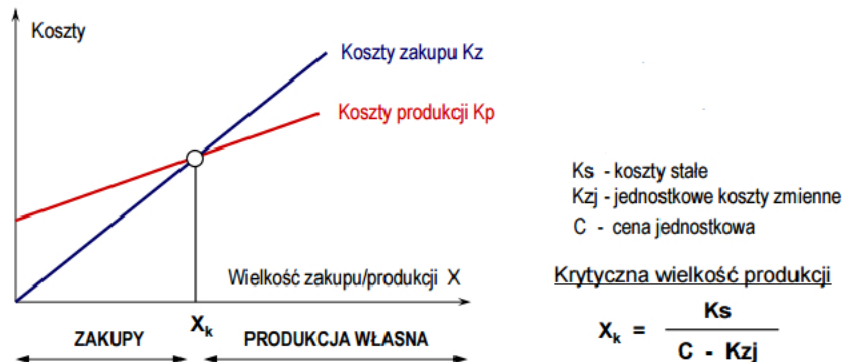 Koszty
Koszty zakupu Kz
Koszty produkcji Kp
Ks - koszty stałe
Kzj - jednostkowe koszty zmienne
C - cena jednostkowa
Wielkość zakupu/produkcji X
Krytyczna wielkość produkcji
Xₖ = Ks / C - Kzj
ZAKUPY Xₖ PRODUKCJA WŁASNA